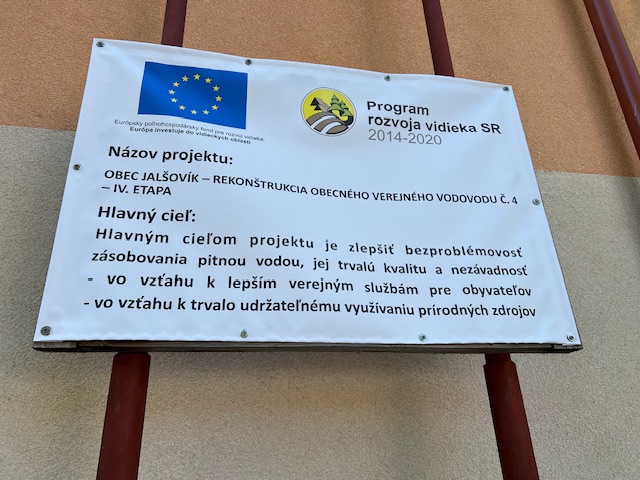 Európsky poľnohospodársky fond pre rozvoj vidieka:
Európa investuje do vidieckych oblastí
Program
rozvoja vidieka SR
2014-2020
Názov projektu:
OBEC JALŠOVÍK – REKONŠTRUKCIA OBECNÉHO VEREJNÉHO VODOVODU Č. 4
– IV. ETAPA
Hlavný cieľ:
Hlavným cieľom projektu je zlepšiť bezproblémovosť
zásobovania pitnou vodou, jej trvalú kvalitu a nezávadnosť
- vo vzťahu k lepším verejným službám pre obyvateľov
- vo vzťahu k trvalo udržateľnému využívaniu prírodných zdrojov